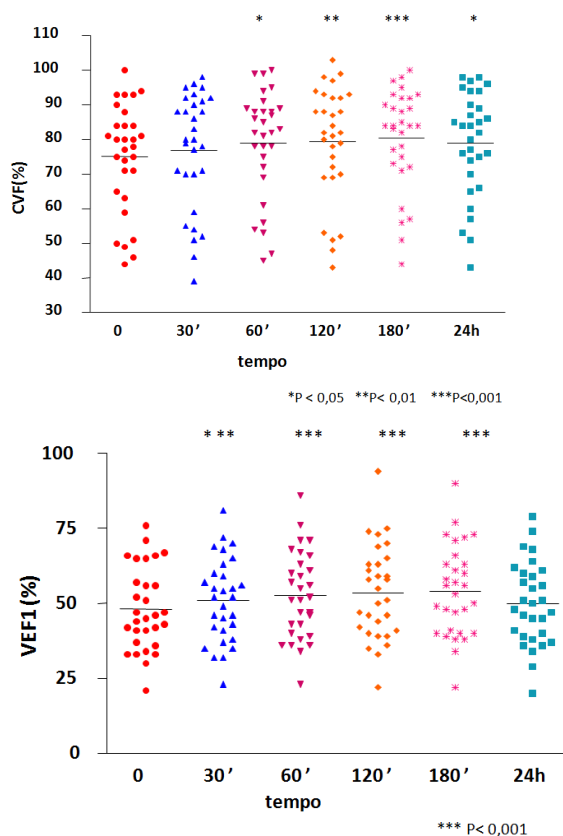 * ** *** *
CVF(%)
110
100
90
80
70
60
50
40
30
0 30’ 60’ 120’ 180’ 24h
tempo
*P < 0,05 **P< 0,01 ***P<0,001
* *** *** *** ***
VEF1 (%)
100
75
50
25
0
0 30’ 60’ 120’ 180’ 24h
tempo
*** P< 0,001